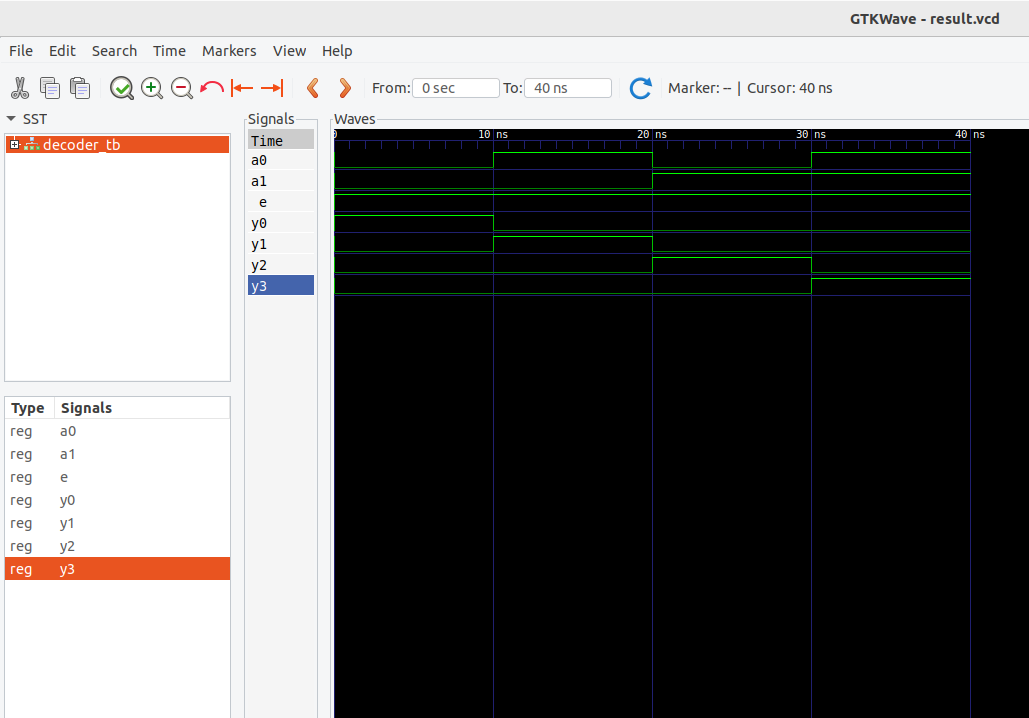 GTKWave - result.vcd
File Edit Search Time Markers View Help
From: 0 sec To: 40 ns Marker: -- | Cursor: 40 ns
SST
decoder_tb
Signals
Time
a0
a1
e
y0
y1
y2
y3
Waves
0 10 ns 20 ns 30 ns 40 ns
Type Signals
reg a0
reg a1
reg e
reg y0
reg y1
reg y2
reg y3